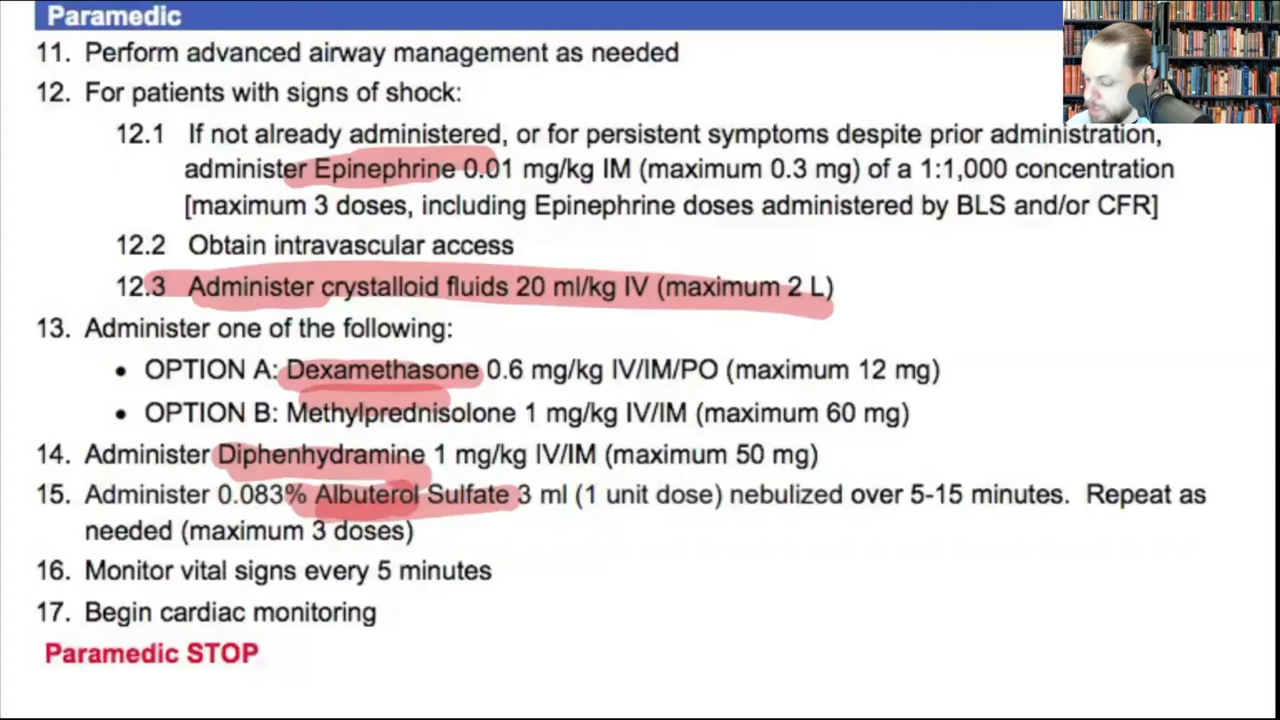 Paramedic
11. Perform advanced airway management as needed
12. For patients with signs of shock:
12.1 If not already administered, or for persistent symptoms despite prior administration,
administer Epinephrine 0.01 mg/kg IM (maximum 0.3 mg) of a 1:1,000 concentration
[maximum 3 doses, including Epinephrine doses administered by BLS and/or CFR]
12.2 Obtain intravascular access
12.3 Administer crystalloid fluids 20 ml/kg IV (maximum 2 L)
13. Administer one of the following:
• OPTION A: Dexamethasone 0.6 mg/kg IV/IM/PO (maximum 12 mg)
• OPTION B: Methylprednisolone 1 mg/kg IV/IM (maximum 60 mg)
14. Administer Diphenhydramine 1 mg/kg IV/IM (maximum 50 mg)
15. Administer 0.083% Albuterol Sulfate 3 ml (1 unit dose) nebulized over 5-15 minutes. Repeat as
needed (maximum 3 doses)
16. Monitor vital signs every 5 minutes
17. Begin cardiac monitoring
Paramedic STOP